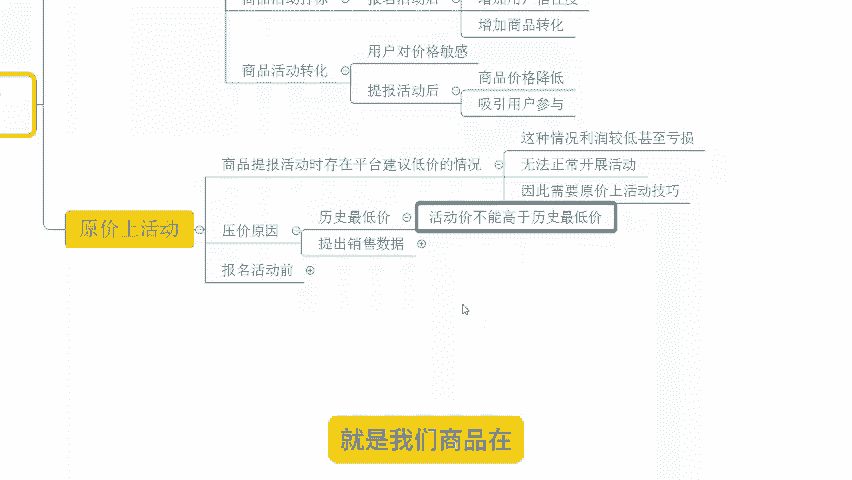 增加商品转化
用户对价格敏感
商品活动转化
商品价格降低
提报活动后
吸引用户参与
这种情况利润较低甚至亏损
商品提报活动时存在平台建议低价的情况
无法正常开展活动
因此需要原价上活动技巧
历史最低价
活动价不能高于历史最低价
原价上活动
压价原因
提出销售数据
报名活动前
就是我们商品在